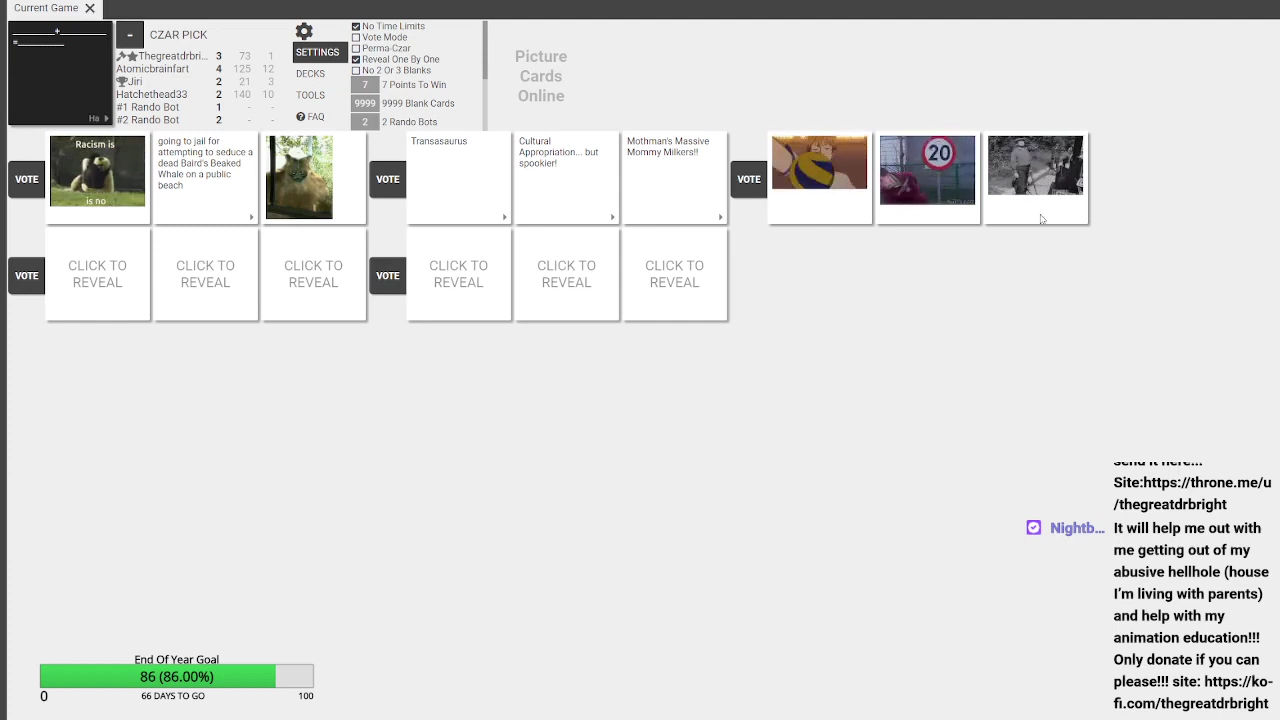 Current Game
+
=
Ha
-
CZAR PICK
Thegreatdrbri... 3 73 1
Atomicbrainfart 4 125 12
Jiri 2 21 3
Hatchethead33 2 140 10
#1 Rando Bot 1 - -
#2 Rando Bot 2 - -
SETTINGS
DECKS
TOOLS
FAQ
No Time Limits
Vote Mode
Perma-Czar
Reveal One By One
No 2 Or 3 Blanks
7 7 Points To Win
9999 9999 Blank Cards
2 2 Rando Bots
Picture
Cards
Online
VOTE
Racism is
is no
going to jail for
attempting to seduce a
dead Baird's Beaked
Whale on a public
beach
VOTE
Transasaurus
Cultural
Appropriation... but
spookier!
Mothman's Massive
Mommy Milkers!!
VOTE
20
VOTE
CLICK TO
REVEAL
CLICK TO
REVEAL
CLICK TO
REVEAL
VOTE
CLICK TO
REVEAL
CLICK TO
REVEAL
CLICK TO
REVEAL
send it here...
Site:https://throne.me/u
/thegreatdrbright
Nightb... It will help me out with
me getting out of my
abusive hellhole (house
I'm living with parents)
and help with my
animation education!!!
Only donate if you can
please!!! site: https://ko-
fi.com/thegreatdrbright
End Of Year Goal
86 (86.00%)
0 66 DAYS TO GO 100